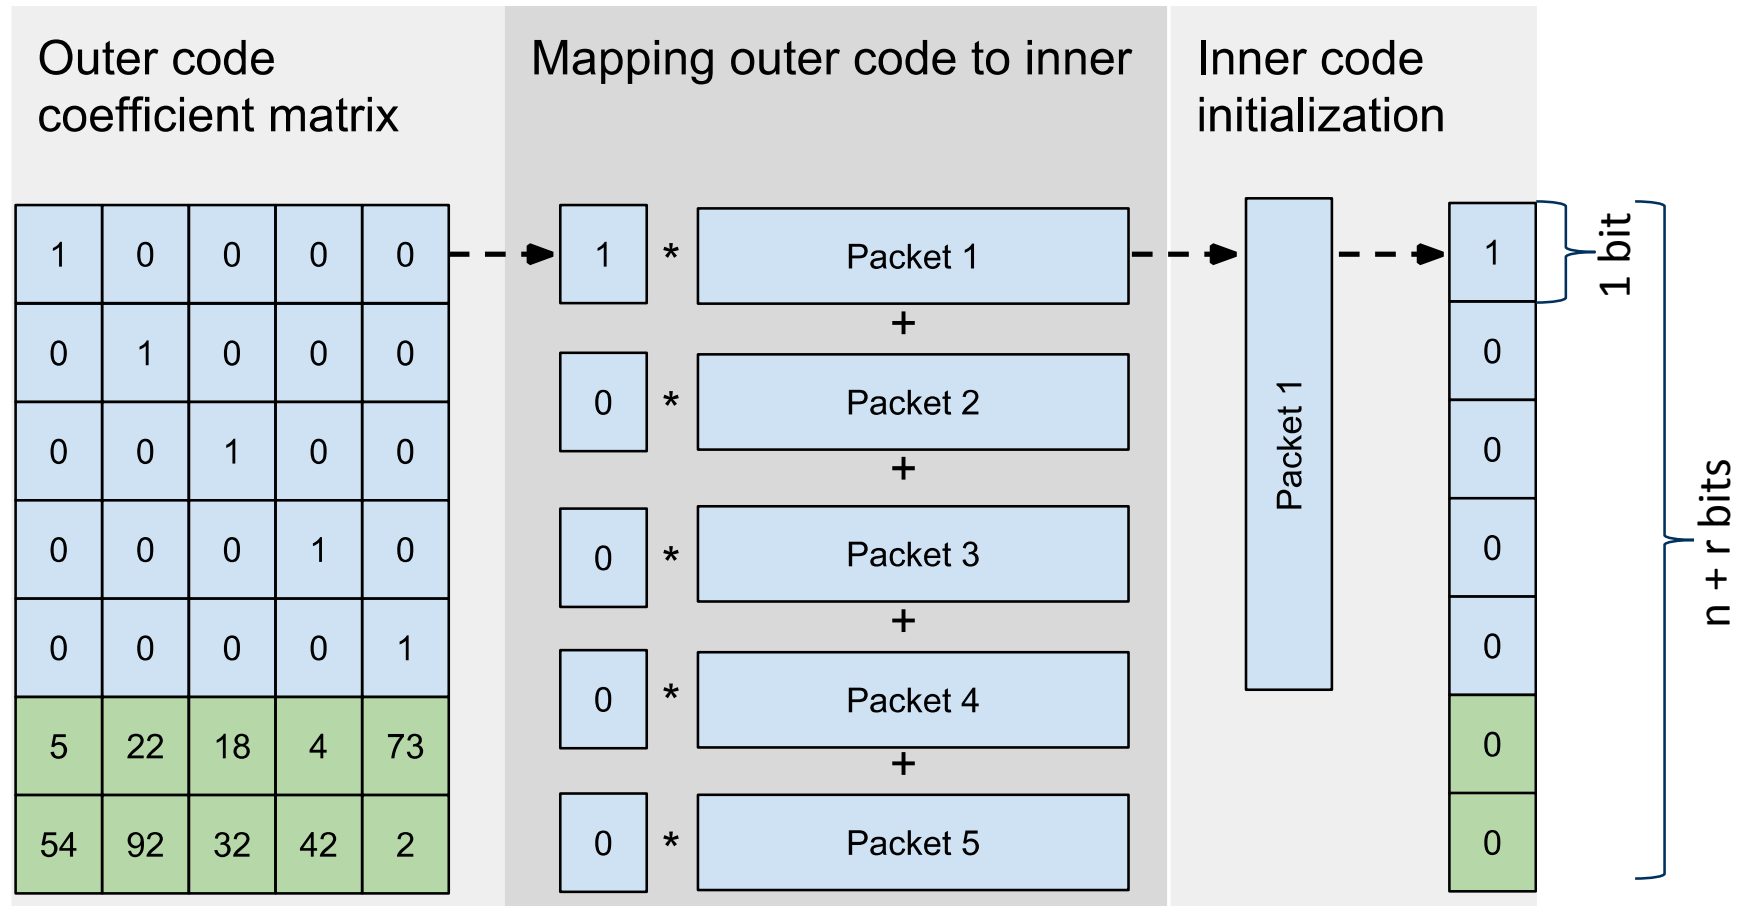 Outer code
coefficient matrix
Mapping outer code to inner
Inner code
initialization
1 0 0 0 0
0 1 0 0 0
0 0 1 0 0
0 0 0 1 0
0 0 0 0 1
5 22 18 4 73
54 92 32 42 2
1 * Packet 1
+
0 * Packet 2
+
0 * Packet 3
+
0 * Packet 4
+
0 * Packet 5
Packet 1
1
0
0
0
0
0
0
1 bit
n + r bits